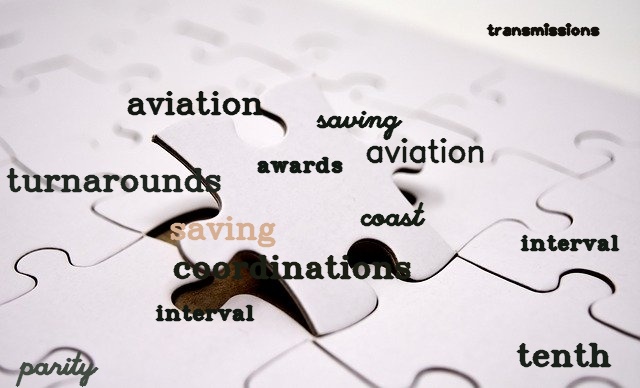 transmissions
aviation
saving
aviation
awards
turnarounds
coast
saving
interval
coordinations
interval
tenth
parity